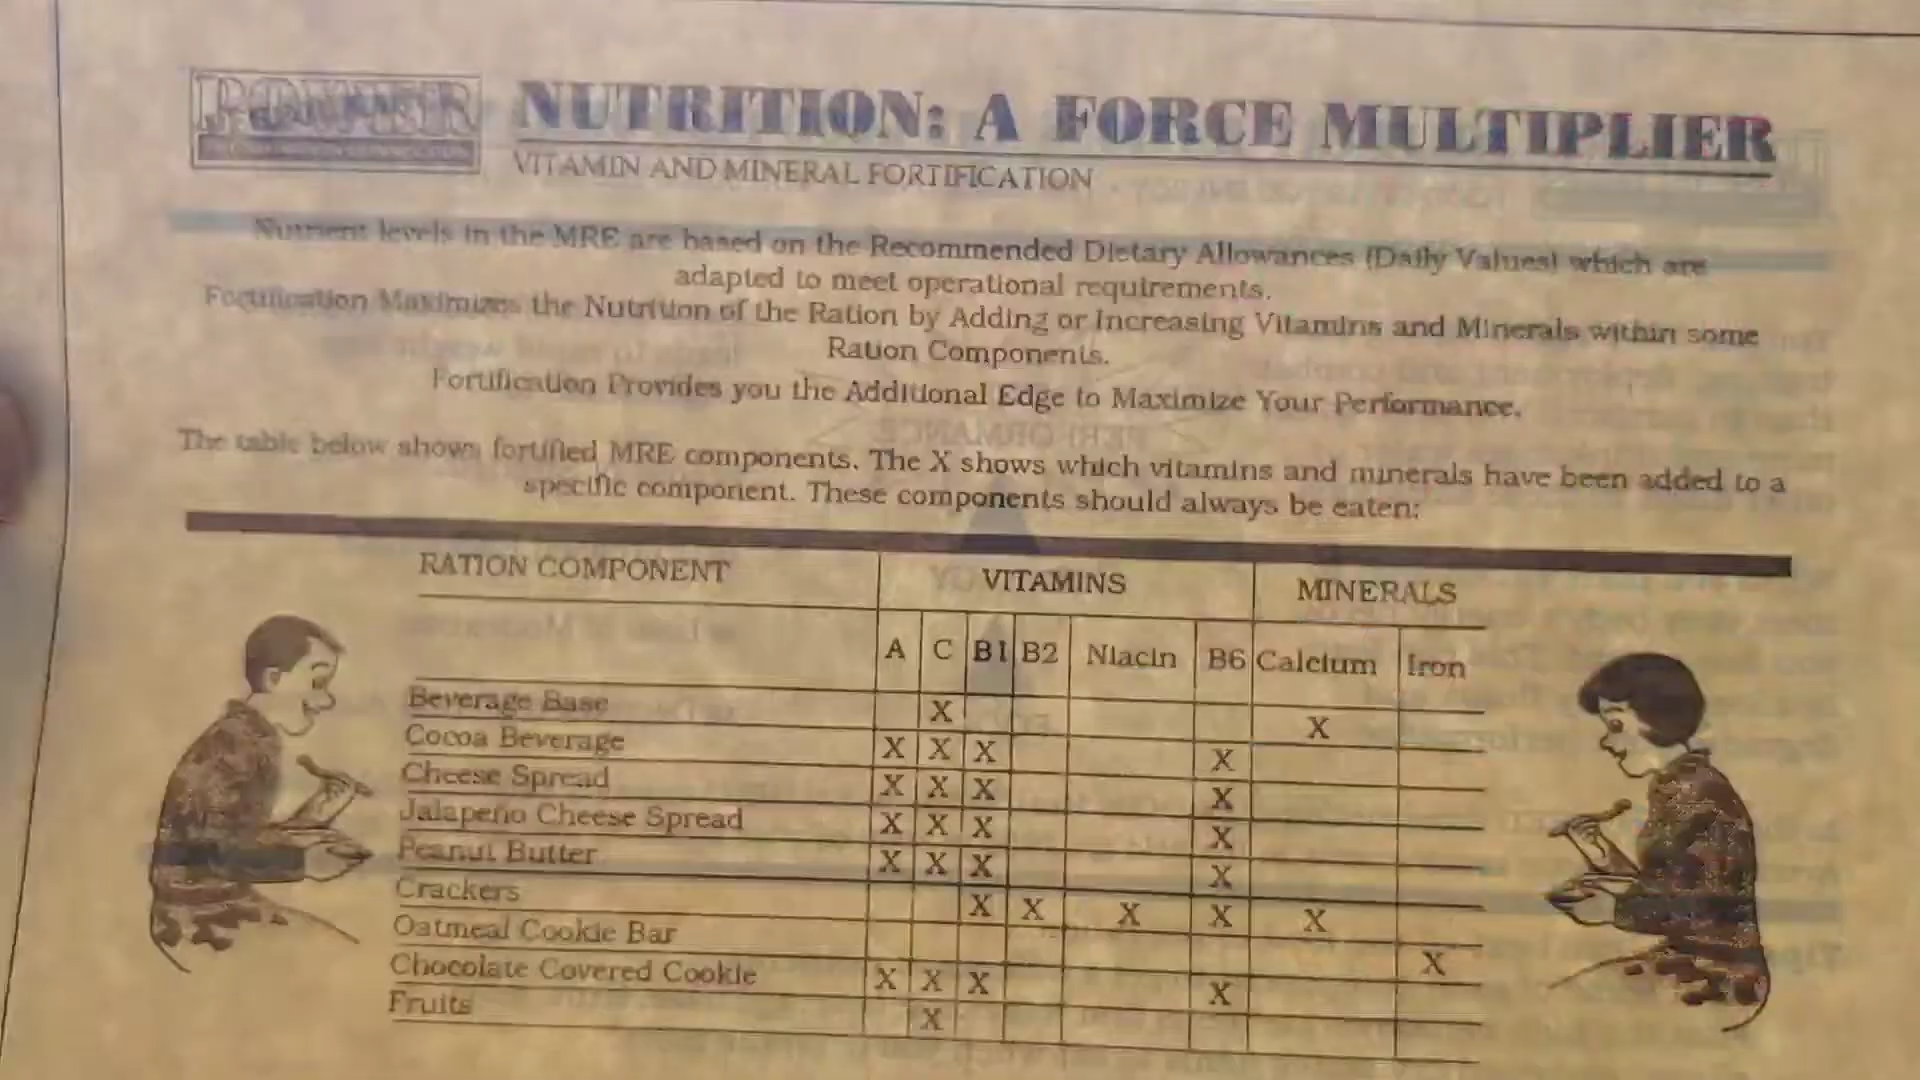 POWER
NUTRITION: A FORCE MULTIPLIER
VITAMIN AND MINERAL FORTIFICATION
Nutrient levels in the MRE are based on the Recommended Dietary Allowances (Daily Values) which are
adapted to meet operational requirements.
Fortification Maximizes the Nutrition of the Ration by Adding or Increasing Vitamins and Minerals within some
Ration Components.
Fortification Provides you the Additional Edge to Maximize Your Performance.
The table below shows fortified MRE components. The X shows which vitamins and minerals have been added to a
specific component. These components should always be eaten:
RATION COMPONENT VITAMINS MINERALS
A C B1 B2 Niacin B6 Calcium Iron
Beverage Base X X
Cocoa Beverage X X X X
Cheese Spread X X X X
Jalapeño Cheese Spread X X X X
Peanut Butter X X X X
Crackers X X X X X
Oatmeal Cookie Bar X
Chocolate Covered Cookie X X X X
Fruits X